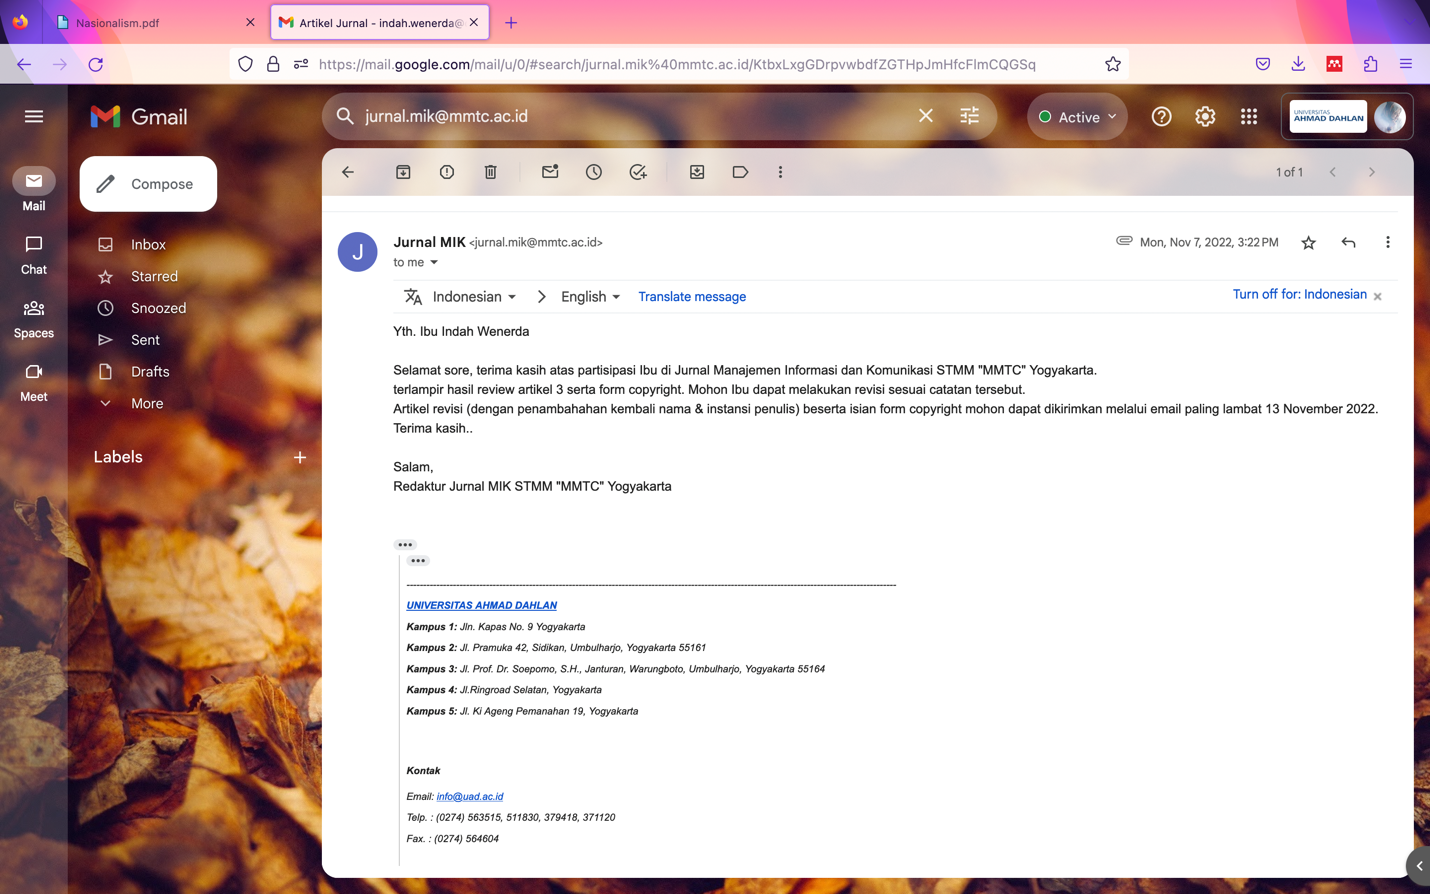 Nasionalism.pdf
Artikel Jurnal - indah.wenerda@
https://mail.google.com/mail/u/0/#search/jurnal.mik%40mmtc.ac.id/KtbxLxgGDrpvwbdfZGTHpJmHfcFlmCQGSq
Gmail
jurnal.mik@mmtc.ac.id
Active
UNIVERSITAS
AHMAD DAHLAN
Mail
Chat
Spaces
Meet
Compose
Inbox
Starred
Snoozed
Sent
Drafts
More
Labels
1 of 1
Jurnal MIK <jurnal.mik@mmtc.ac.id>
Mon, Nov 7, 2022, 3:22 PM
to me
Indonesian > English Translate message
Turn off for: Indonesian
Yth. Ibu Indah Wenerda
Selamat sore, terima kasih atas partisipasi Ibu di Jurnal Manajemen Informasi dan Komunikasi STMM "MMTC" Yogyakarta.
terlampir hasil review artikel 3 serta form copyright. Mohon Ibu dapat melakukan revisi sesuai catatan tersebut.
Artikel revisi (dengan penambahahan kembali nama & instansi penulis) beserta isian form copyright mohon dapat dikirimkan melalui email paling lambat 13 November 2022.
Terima kasih..
Salam,
Redaktur Jurnal MIK STMM "MMTC" Yogyakarta
UNIVERSITAS AHMAD DAHLAN
Kampus 1: Jln. Kapas No. 9 Yogyakarta
Kampus 2: Jl. Pramuka 42, Sidikan, Umbulharjo, Yogyakarta 55161
Kampus 3: Jl. Prof. Dr. Soepomo, S.H., Janturan, Warungboto, Umbulharjo, Yogyakarta 55164
Kampus 4: Jl.Ringroad Selatan, Yogyakarta
Kampus 5: Jl. Ki Ageng Pemanahan 19, Yogyakarta
Kontak
Email: info@uad.ac.id
Telp. : (0274) 563515, 511830, 379418, 371120
Fax. : (0274) 564604